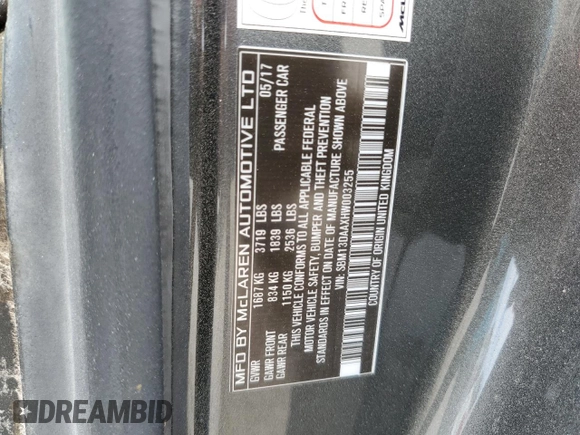 MFD BY McLAREN AUTOMOTIVE LTD
05/17
GVWR 1687 KG 3719 LBS
GAWR FRONT 834 KG 1839 LBS PASSENGER CAR
GAWR REAR 1150 KG 2536 LBS
THIS VEHICLE CONFORMS TO ALL APPLICABLE FEDERAL
MOTOR VEHICLE SAFETY, BUMPER AND THEFT PREVENTION
STANDARDS IN EFFECT ON DATE OF MANUFACTURE SHOWN ABOVE
VIN: SBM13DAAXHW003255
COUNTRY OF ORIGIN UNITED KINGDOM
DREAMBID